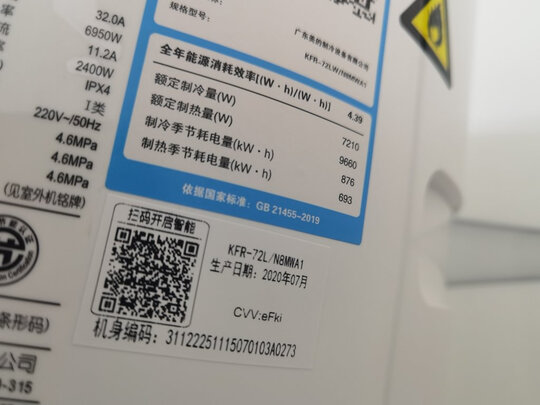 32.0A
6950W
11.2A
2400W
IPX4
I类
220V~/50Hz
4.6MPa
4.6MPa
4.6MPa
(见室外机铭牌)
条形码)
公司
-315
规格型号:
广东美的制冷设备有限公司
KFR-72LW/N8MWA1
全年能源消耗效率[(W·h)/(W·h)] 4.39
额定制冷量(W) 7210
额定制热量(W) 9660
制冷季节耗电量(kW·h) 876
制热季节耗电量(kW·h) 693
依据国家标准: GB 21455-2019
扫码开启智能
KFR-72L/N8MWA1
生产日期: 2020年07月
CVV:eFki
机身编码: 31122251115070103A0273